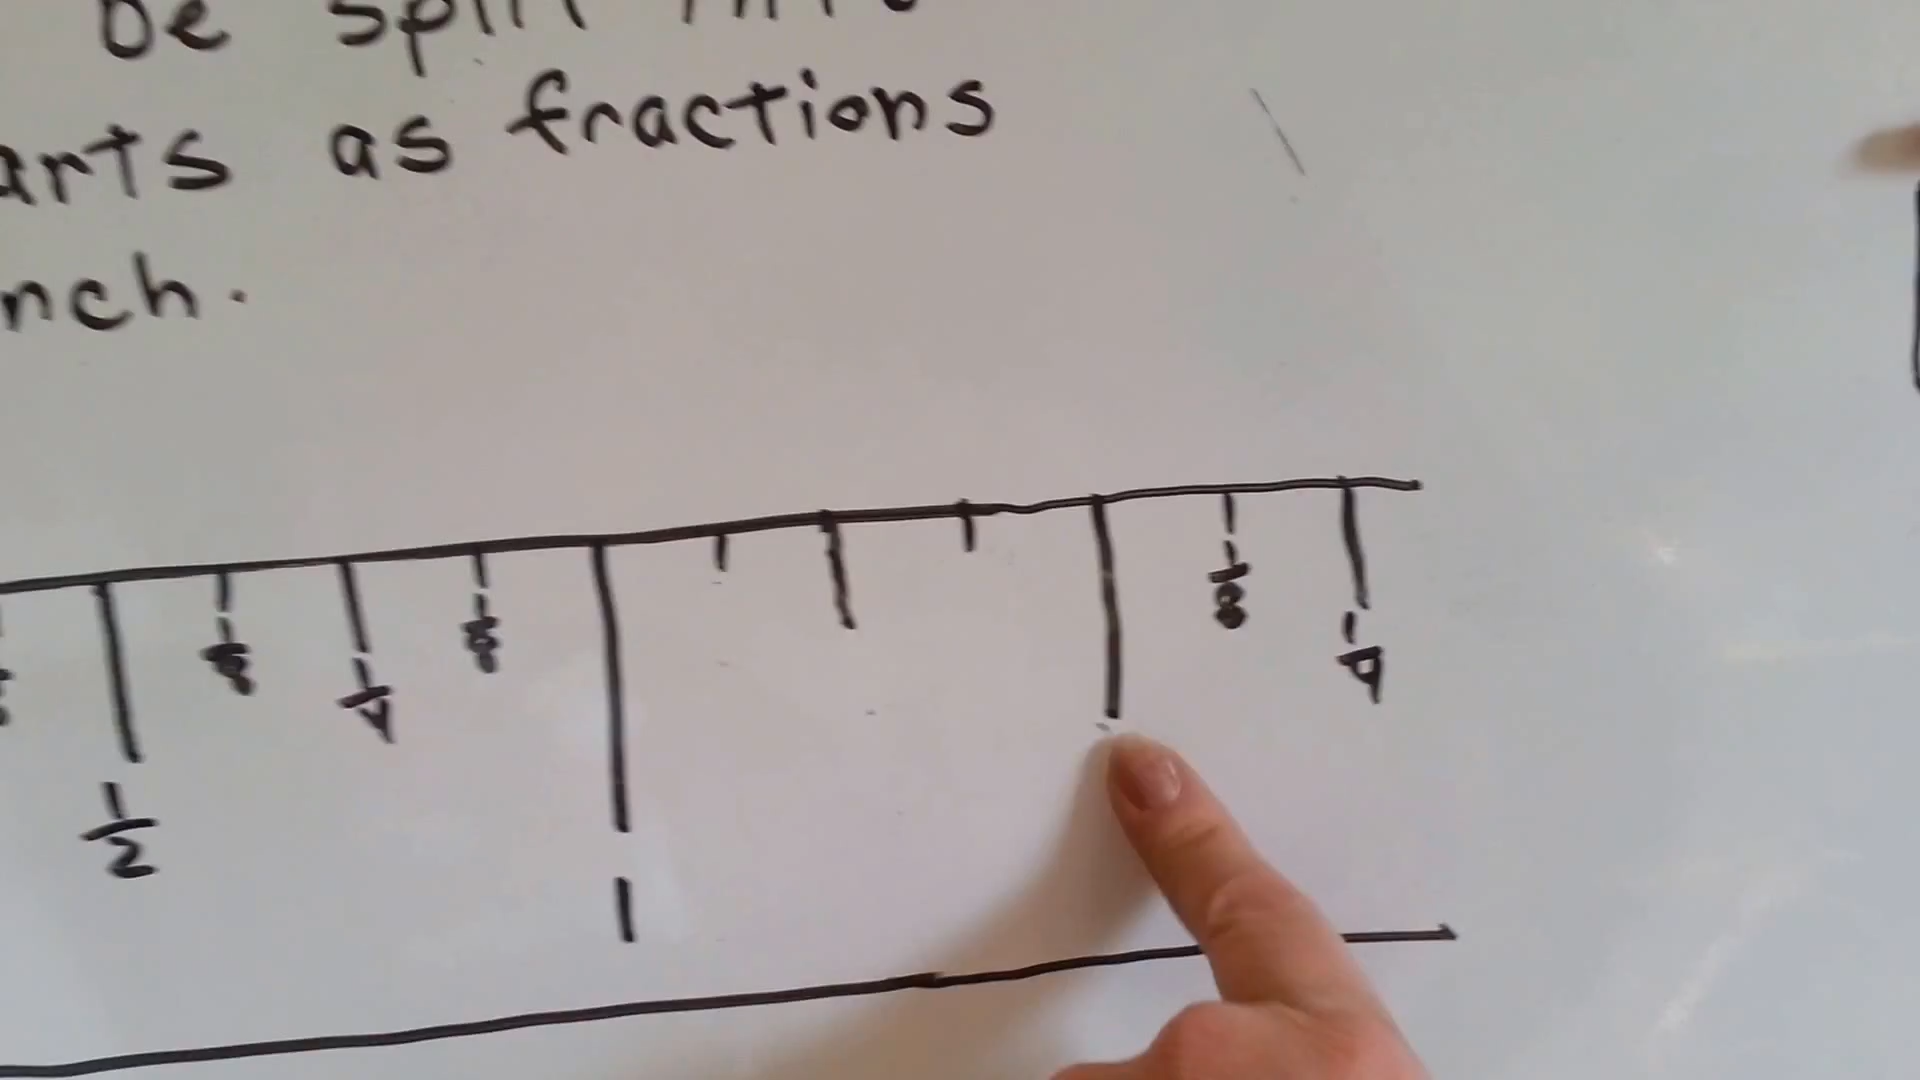 be split into
arts as fractions
nch.
1/8 1/4
1/2 1/8 1/4 1/8
1